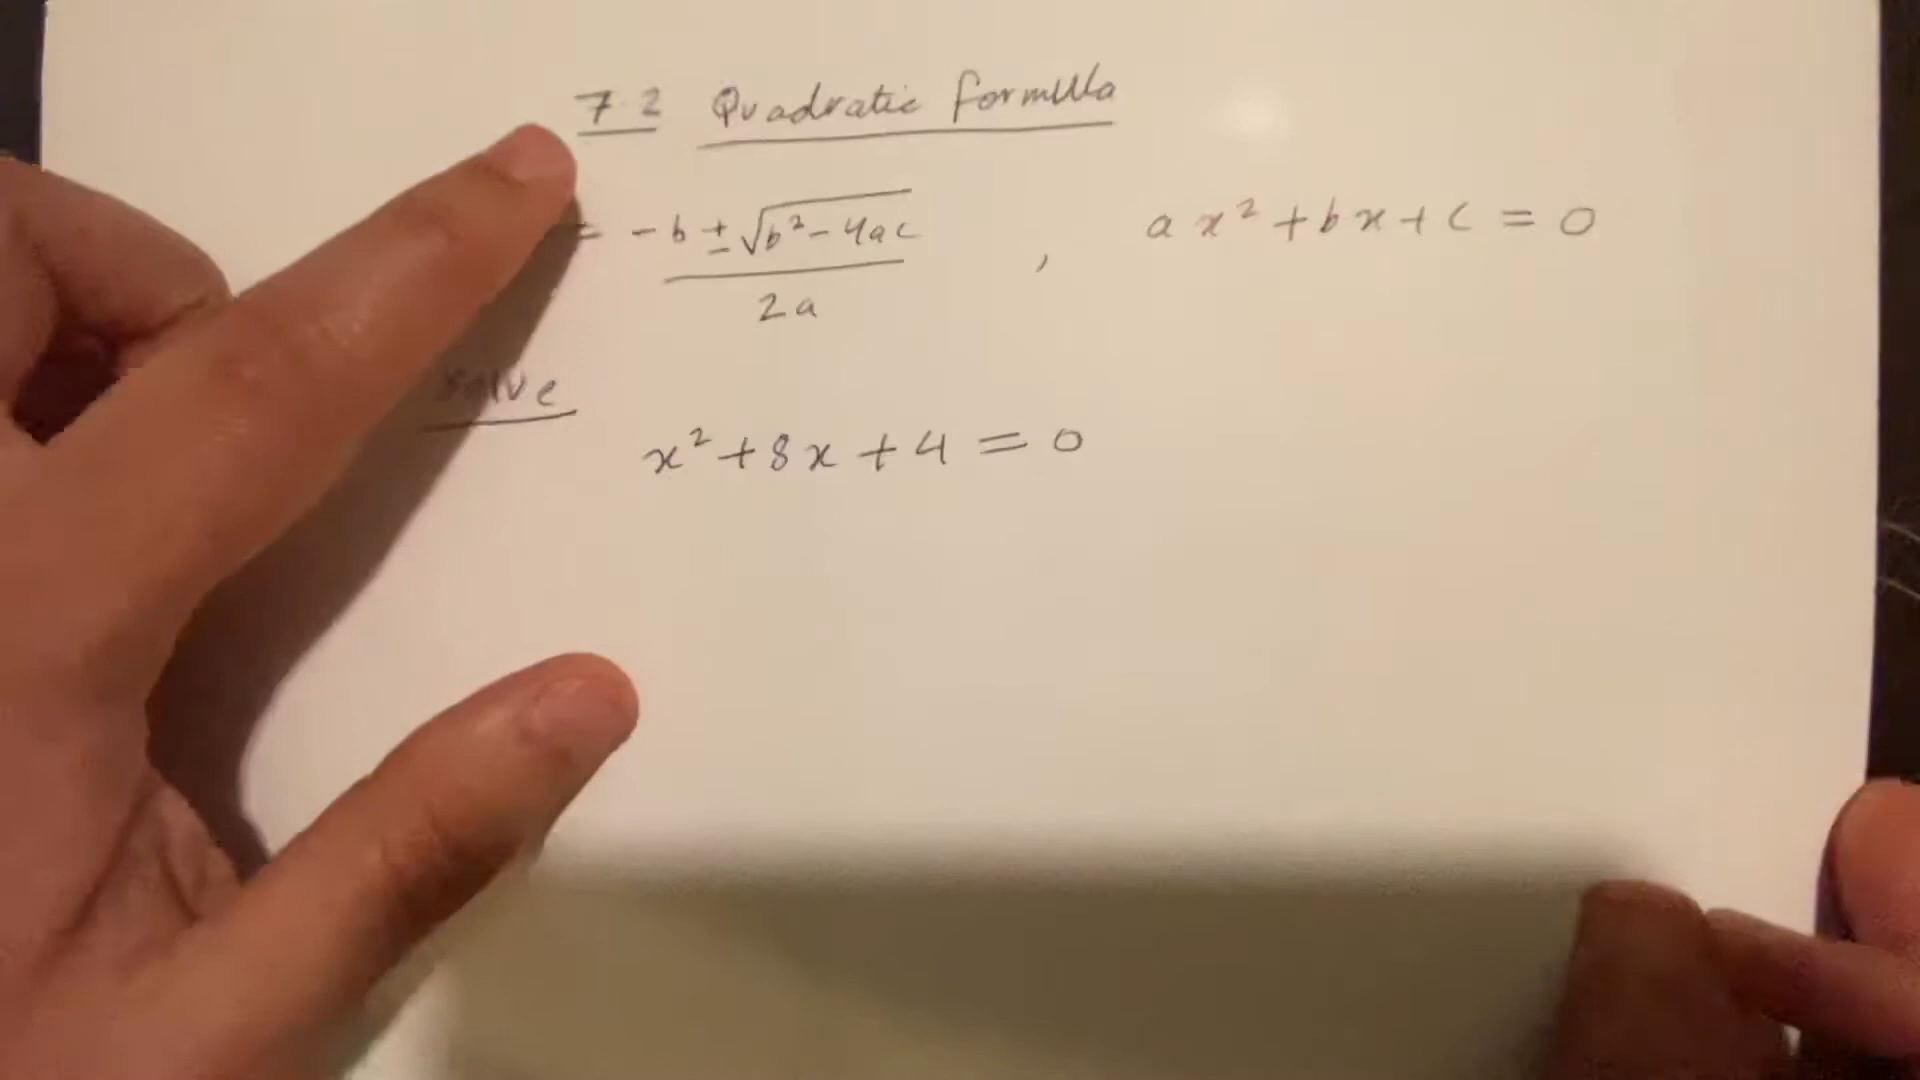 7.2 Quadratic formula
= -b ± √b² - 4ac / 2a , ax² + bx + c = 0
Solve
x² + 8x + 4 = 0